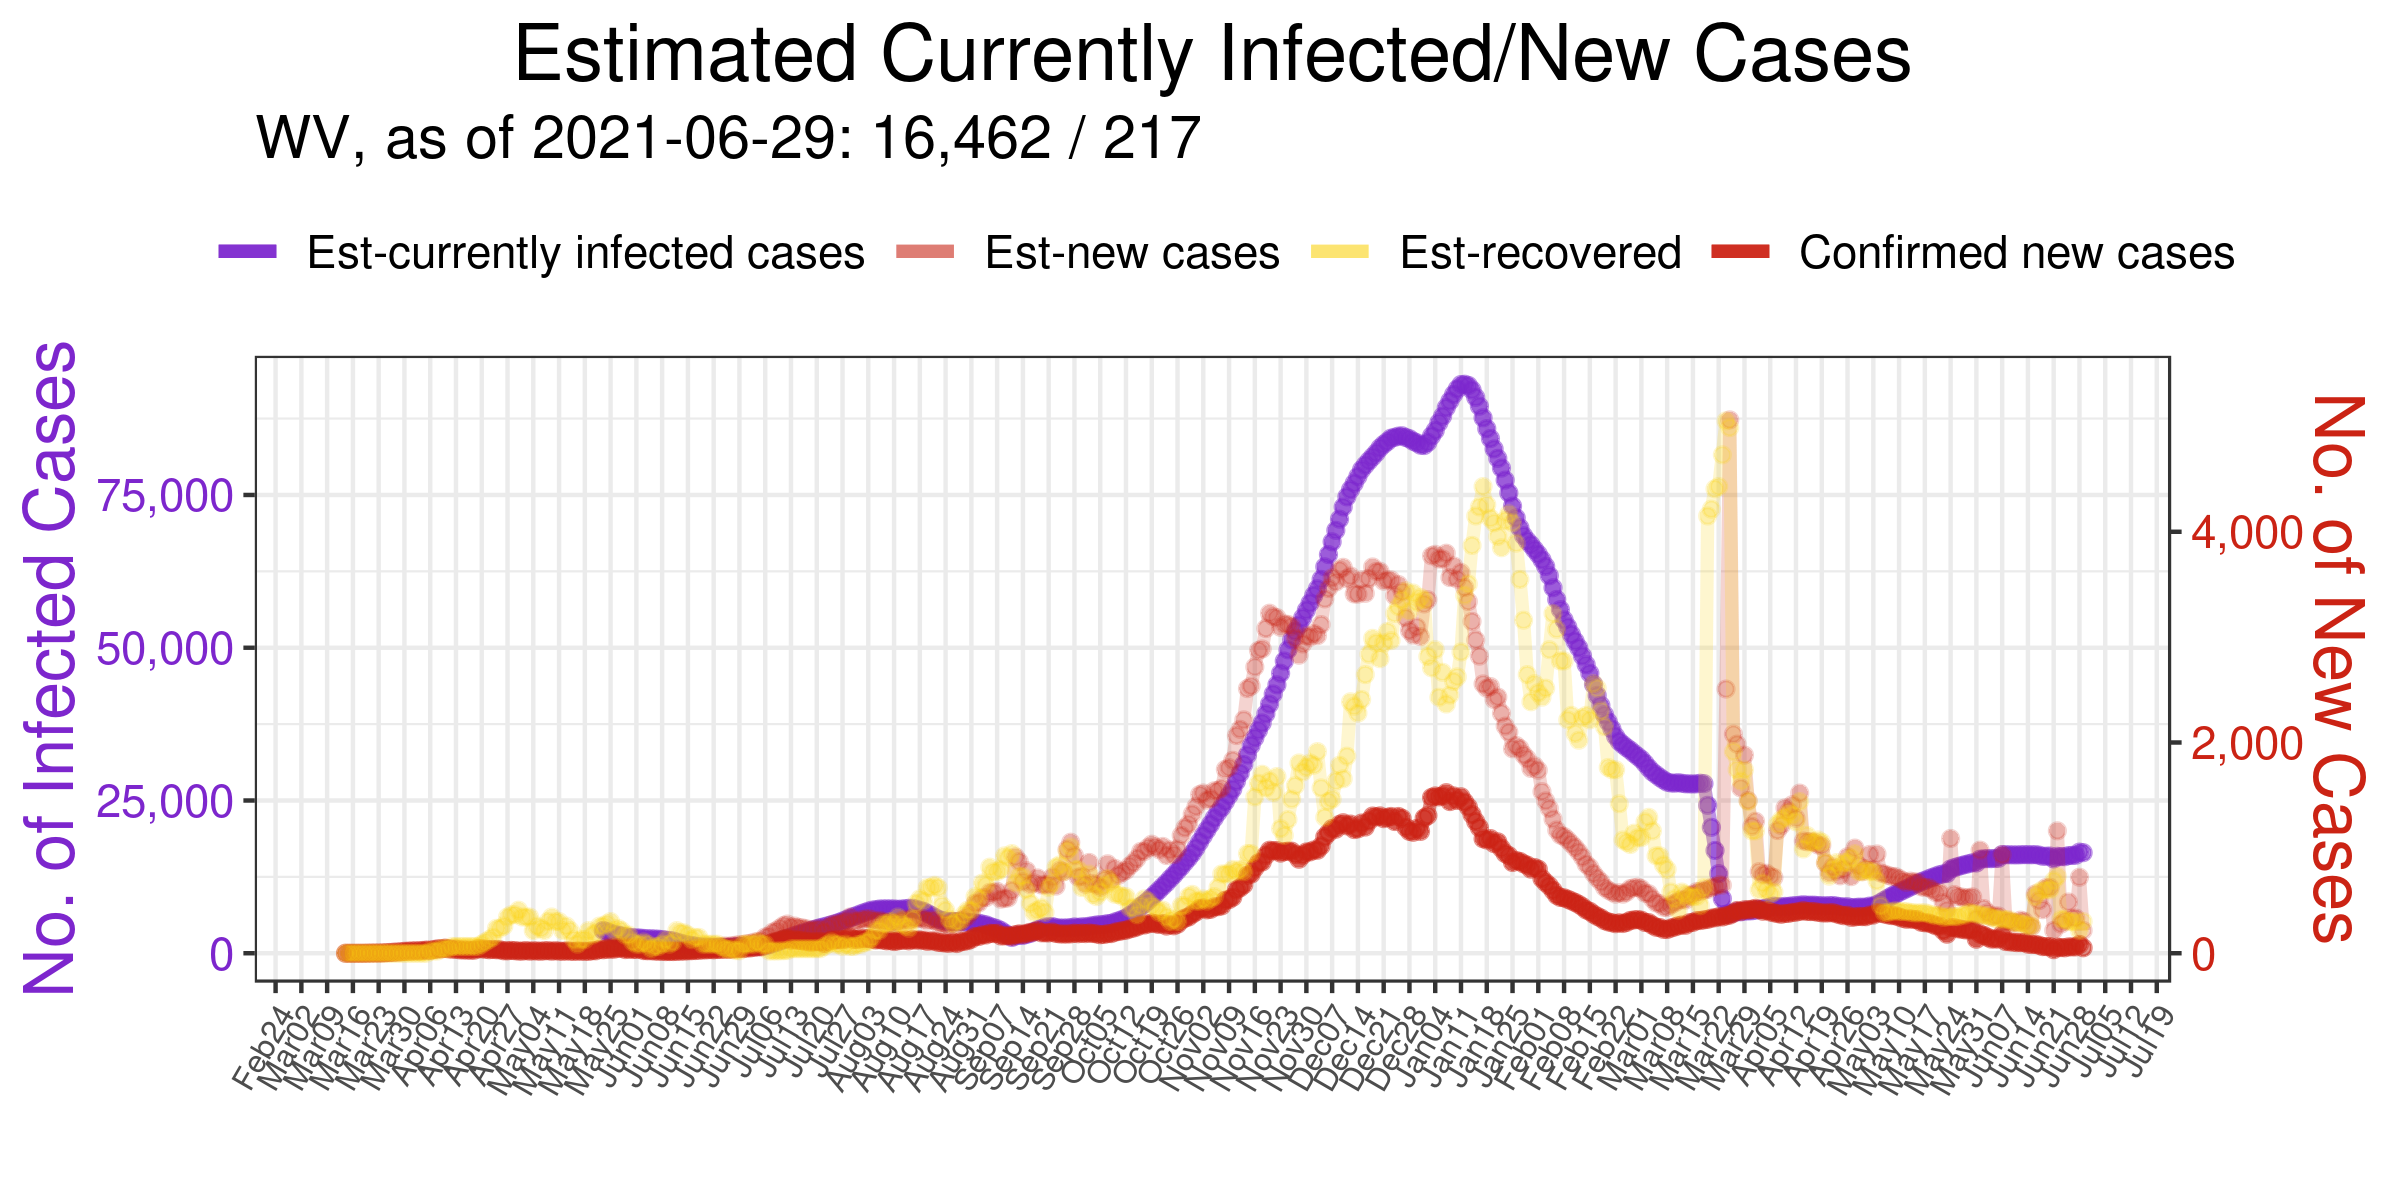 Estimated Currently Infected/New Cases
WV, as of 2021-06-29: 16,462 / 217
Est-currently infected cases
Est-new cases
Est-recovered
Confirmed new cases
No. of Infected Cases
75,000
50,000
25,000
0
No. of New Cases
4,000
2,000
0
Feb24
Mar02
Mar09
Mar16
Mar23
Mar30
Apr06
Apr13
Apr20
Apr27
May04
May11
May18
May25
Jun01
Jun08
Jun15
Jun22
Jun29
Jul06
Jul13
Jul20
Jul27
Aug03
Aug10
Aug17
Aug24
Aug31
Sep07
Sep14
Sep21
Sep28
Oct05
Oct12
Oct19
Oct26
Nov02
Nov09
Nov16
Nov23
Nov30
Dec07
Dec14
Dec21
Dec28
Jan04
Jan11
Jan18
Jan25
Feb01
Feb08
Feb15
Feb22
Mar01
Mar08
Mar15
Mar22
Mar29
Apr05
Apr12
Apr19
Apr26
May03
May10
May17
May24
May31
Jun07
Jun14
Jun21
Jun28
Jul05
Jul12
Jul19